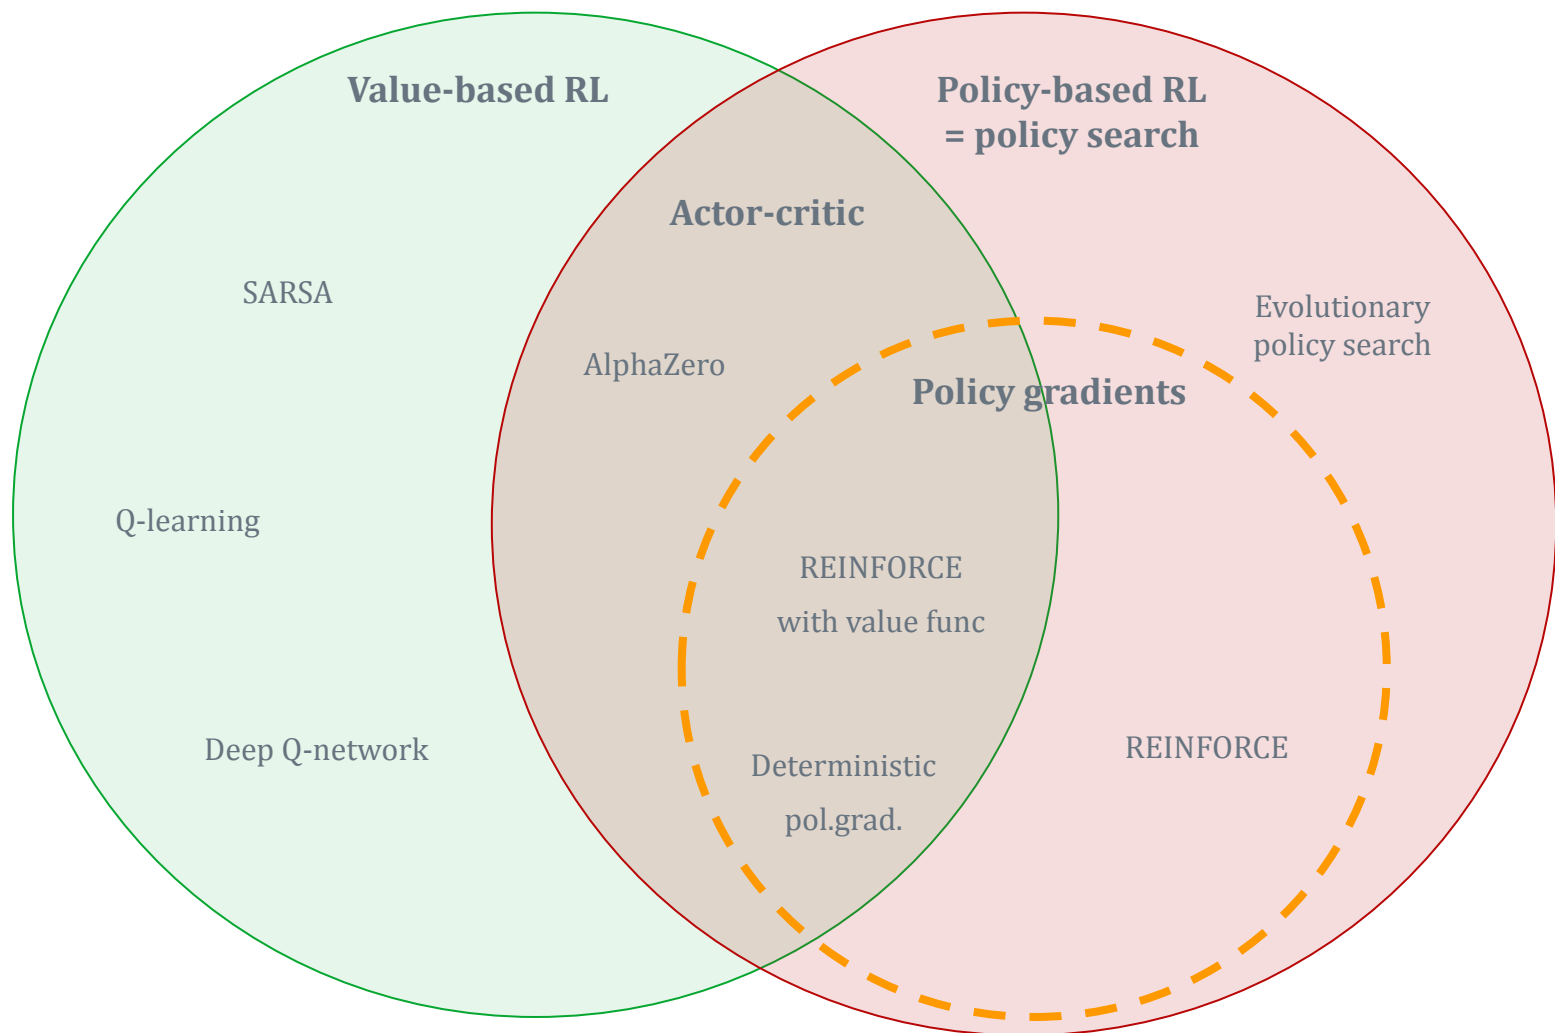 Value-based RL
Policy-based RL
= policy search
Actor-critic
SARSA
Evolutionary
policy search
AlphaZero
Policy gradients
Q-learning
REINFORCE
with value func
Deep Q-network
REINFORCE
Deterministic
pol.grad.